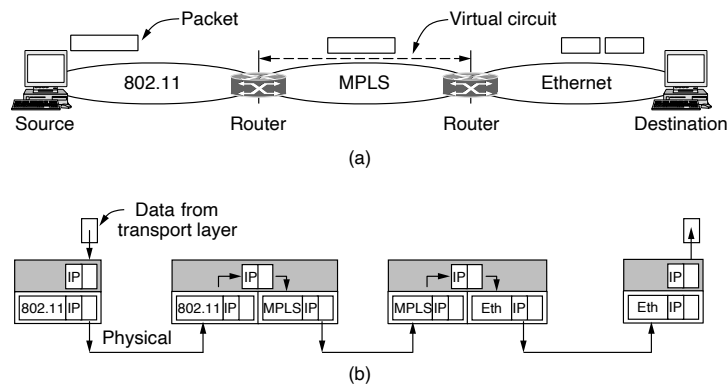 Packet
Virtual circuit
802.11
MPLS
Ethernet
Source
Router
Router
Destination
(a)
Data from
transport layer
IP
IP
IP
IP
802.11 IP
802.11 IP
MPLS IP
MPLS IP
Eth IP
Eth IP
Physical
(b)